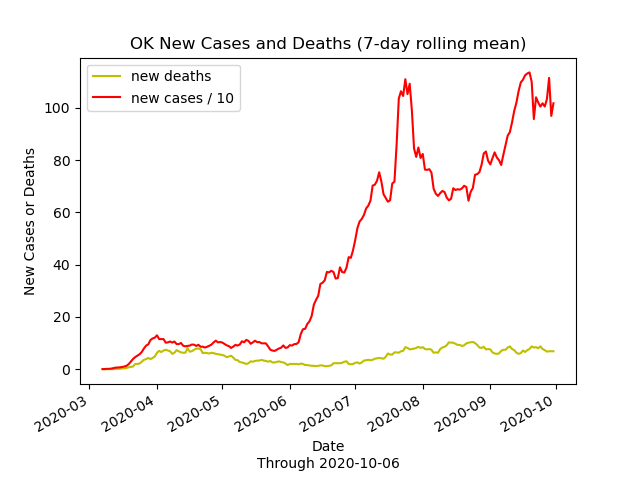 OK New Cases and Deaths (7-day rolling mean)
new deaths
new cases / 10
New Cases or Deaths
100
80
60
40
20
0
2020-03
2020-04
2020-05
2020-06
2020-07
2020-08
2020-09
2020-10
Date
Through 2020-10-06